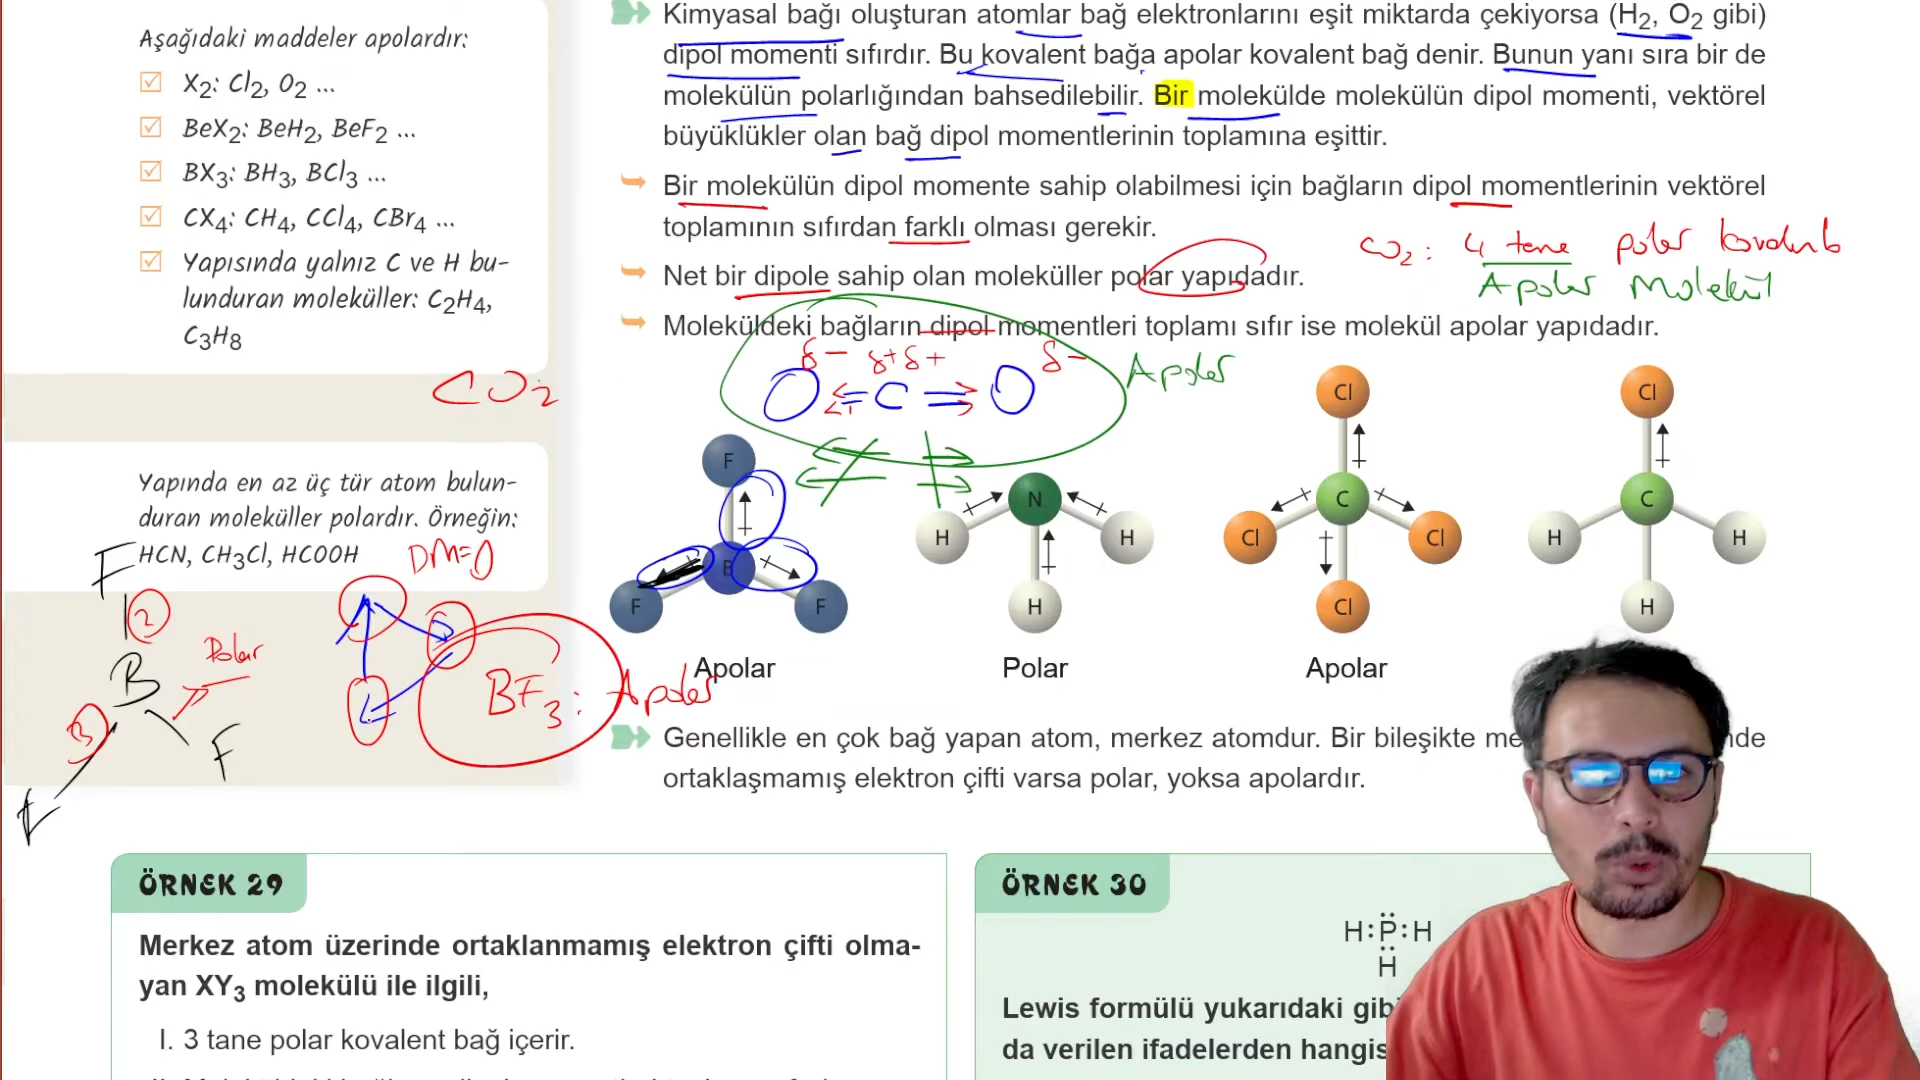 Aşağıdaki maddeler apolardır:
X2: Cl2, O2 ...
BeX2: BeH2, BeF2 ...
BX3: BH3, BCl3 ...
CX4: CH4, CCl4, CBr4 ...
Yapısında yalnız C ve H bu-
lunduran moleküller: C2H4,
C3H8
CO2
Yapında en az üç tür atom bulun-
duran moleküller polardır. Örneğin:
HCN, CH3Cl, HCOOH
DM=0
F
2
B
Polar
3
F
BF3: Apolar
Kimyasal bağı oluşturan atomlar bağ elektronlarını eşit miktarda çekiyorsa (H2, O2 gibi)
dipol momenti sıfırdır. Bu kovalent bağa apolar kovalent bağ denir. Bunun yanı sıra bir de
molekülün polarlığından bahsedilebilir. Bir molekülde molekülün dipol momenti, vektörel
büyüklükler olan bağ dipol momentlerinin toplamına eşittir.
Bir molekülün dipol momente sahip olabilmesi için bağların dipol momentlerinin vektörel
toplamının sıfırdan farklı olması gerekir.
CO2: 4 tane polar kovalent
Apolar Molekül
Net bir dipole sahip olan moleküller polar yapıdadır.
Moleküldeki bağların dipol momentleri toplamı sıfır ise molekül apolar yapıdadır.
δ- δ+ δ+ δ-
O = C = O
Apolar
F
B
F F
Apolar
N
H H
H
Polar
Cl
C
Cl Cl
Cl
Apolar
Cl
C
H H
H
Genellikle en çok bağ yapan atom, merkez atomdur. Bir bileşikte me nde
ortaklaşmamış elektron çifti varsa polar, yoksa apolardır.
ÖRNEK 29
Merkez atom üzerinde ortaklanmamış elektron çifti olma-
yan XY3 molekülü ile ilgili,
I. 3 tane polar kovalent bağ içerir.
ÖRNEK 30
H:P:H
H
Lewis formülü yukarıdaki gibi
da verilen ifadelerden hangis